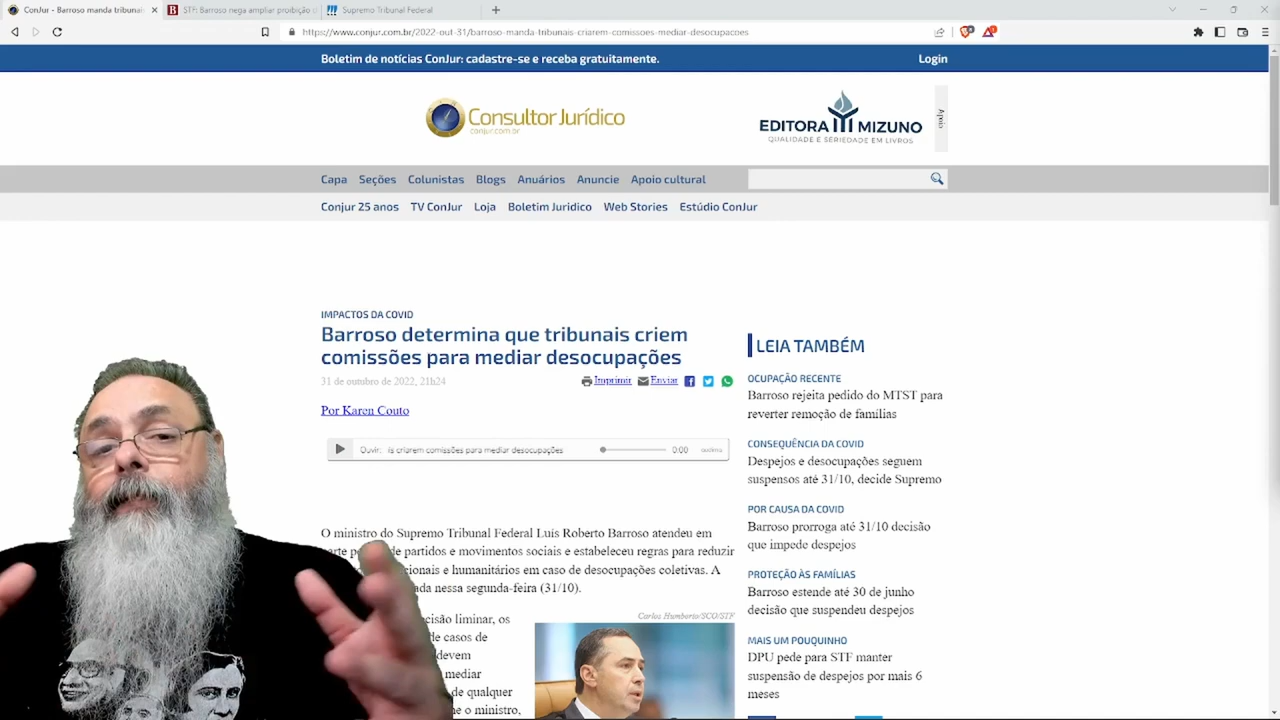 ConJur - Barroso manda tribunais
STF: Barroso nega ampliar proibição d
Supremo Tribunal Federal
https://www.conjur.com.br/2022-out-31/barroso-manda-tribunais-criarem-comissoes-mediar-desocupacoes
Boletim de notícias ConJur: cadastre-se e receba gratuitamente.
Login
Consultor Jurídico
conjur.com.br
EDITORA MIZUNO
QUALIDADE E SERIEDADE EM LIVROS
Apoio
Capa Seções Colunistas Blogs Anuários Anuncie Apoio cultural
Conjur 25 anos TV ConJur Loja Boletim Juridico Web Stories Estúdio ConJur
IMPACTOS DA COVID
Barroso determina que tribunais criem
comissões para mediar desocupações
31 de outubro de 2022, 21h24
Imprimir Enviar
Por Karen Couto
Ouvir: is criarem comissões para mediar desocupações 0:00
O ministro do Supremo Tribunal Federal Luís Roberto Barroso atendeu em
de partidos e movimentos sociais e estabeleceu regras para reduzir
e humanitários em caso de desocupações coletivas. A
nessa segunda-feira (31/10).
Carlos Humberto/SCO/STF
liminar, os
de casos de
devem
mediar
de qualquer
o ministro,
LEIA TAMBÉM
OCUPAÇÃO RECENTE
Barroso rejeita pedido do MTST para
reverter remoção de famílias
CONSEQUÊNCIA DA COVID
Despejos e desocupações seguem
suspensos até 31/10, decide Supremo
POR CAUSA DA COVID
Barroso prorroga até 31/10 decisão
que impede despejos
PROTEÇÃO ÀS FAMÍLIAS
Barroso estende até 30 de junho
decisão que suspendeu despejos
MAIS UM POUQUINHO
DPU pede para STF manter
suspensão de despejos por mais 6
meses